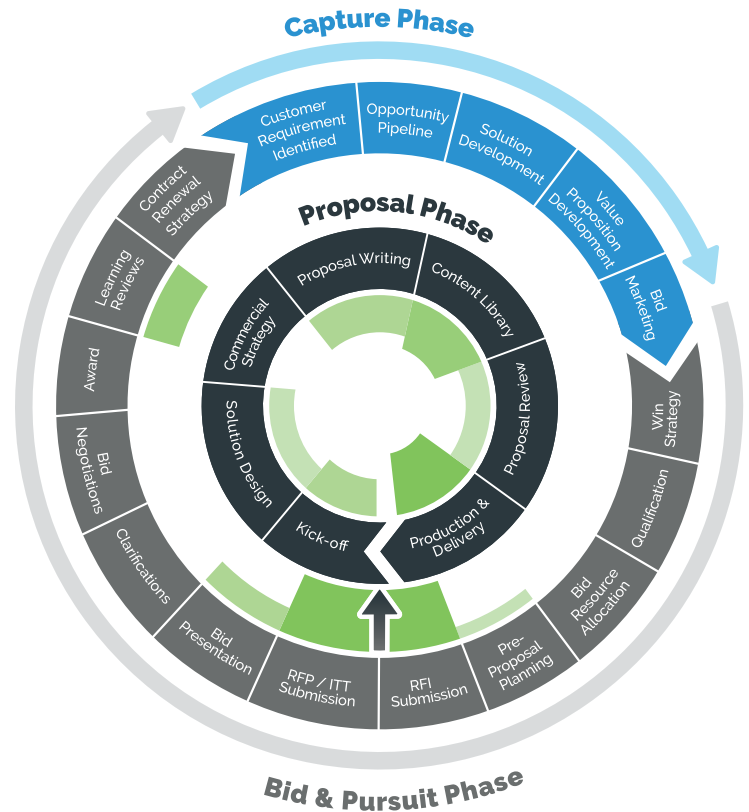 Capture Phase
Customer
Requirement
Identified
Opportunity
Pipeline
Solution
Development
Value
Proposition
Development
Bid
Marketing
Win
Strategy
Qualification
Bid
Resource
Allocation
Pre-
Proposal
Planning
RFI
Submission
RFP / ITT
Submission
Bid
Presentation
Clarifications
Bid
Negotiations
Award
Learning
Reviews
Contract
Renewal
Strategy
Proposal Phase
Kick-off
Solution Design
Commercial
Strategy
Proposal Writing
Content Library
Proposal Review
Production &
Delivery
Bid & Pursuit Phase